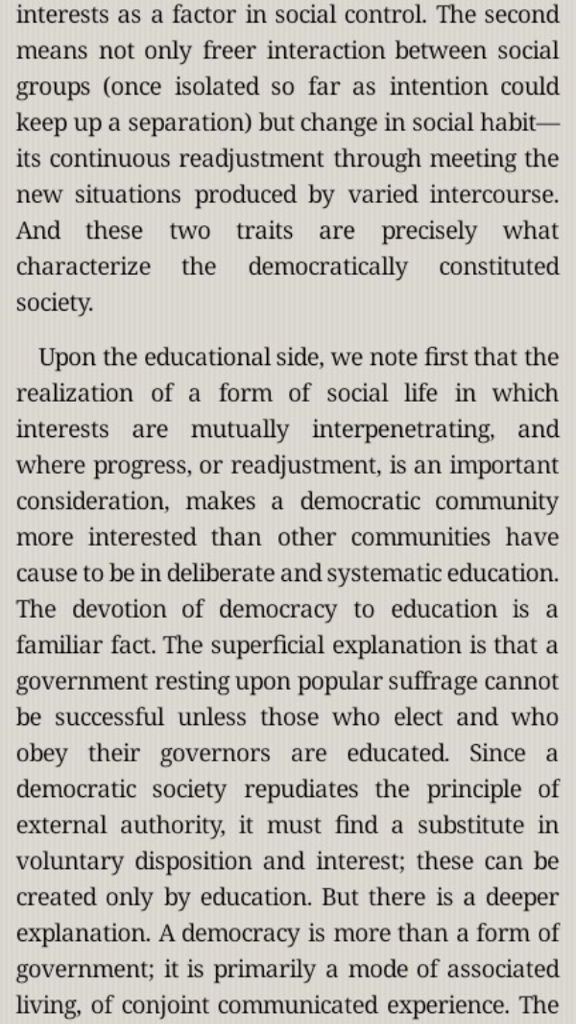 interests as a factor in social control. The second
means not only freer interaction between social
groups (once isolated so far as intention could
keep up a separation) but change in social habit—
its continuous readjustment through meeting the
new situations produced by varied intercourse.
And these two traits are precisely what
characterize the democratically constituted
society.
Upon the educational side, we note first that the
realization of a form of social life in which
interests are mutually interpenetrating, and
where progress, or readjustment, is an important
consideration, makes a democratic community
more interested than other communities have
cause to be in deliberate and systematic education.
The devotion of democracy to education is a
familiar fact. The superficial explanation is that a
government resting upon popular suffrage cannot
be successful unless those who elect and who
obey their governors are educated. Since a
democratic society repudiates the principle of
external authority, it must find a substitute in
voluntary disposition and interest; these can be
created only by education. But there is a deeper
explanation. A democracy is more than a form of
government; it is primarily a mode of associated
living, of conjoint communicated experience. The